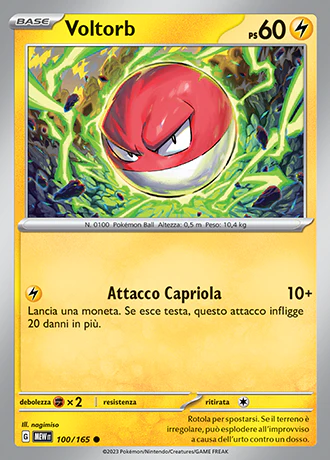 BASE Voltorb PS 60
N. 0100 Pokémon Ball Altezza: 0,5 m Peso: 10,4 kg
Attacco Capriola 10+
Lancia una moneta. Se esce testa, questo attacco infligge
20 danni in più.
debolezza ×2 resistenza ritirata
Ill. nagimiso
G MEW IT 100/165
Rotola per spostarsi. Se il terreno è
irregolare, può esplodere all'improvviso
a causa dell'urto contro un dosso.
©2023 Pokémon/Nintendo/Creatures/GAME FREAK